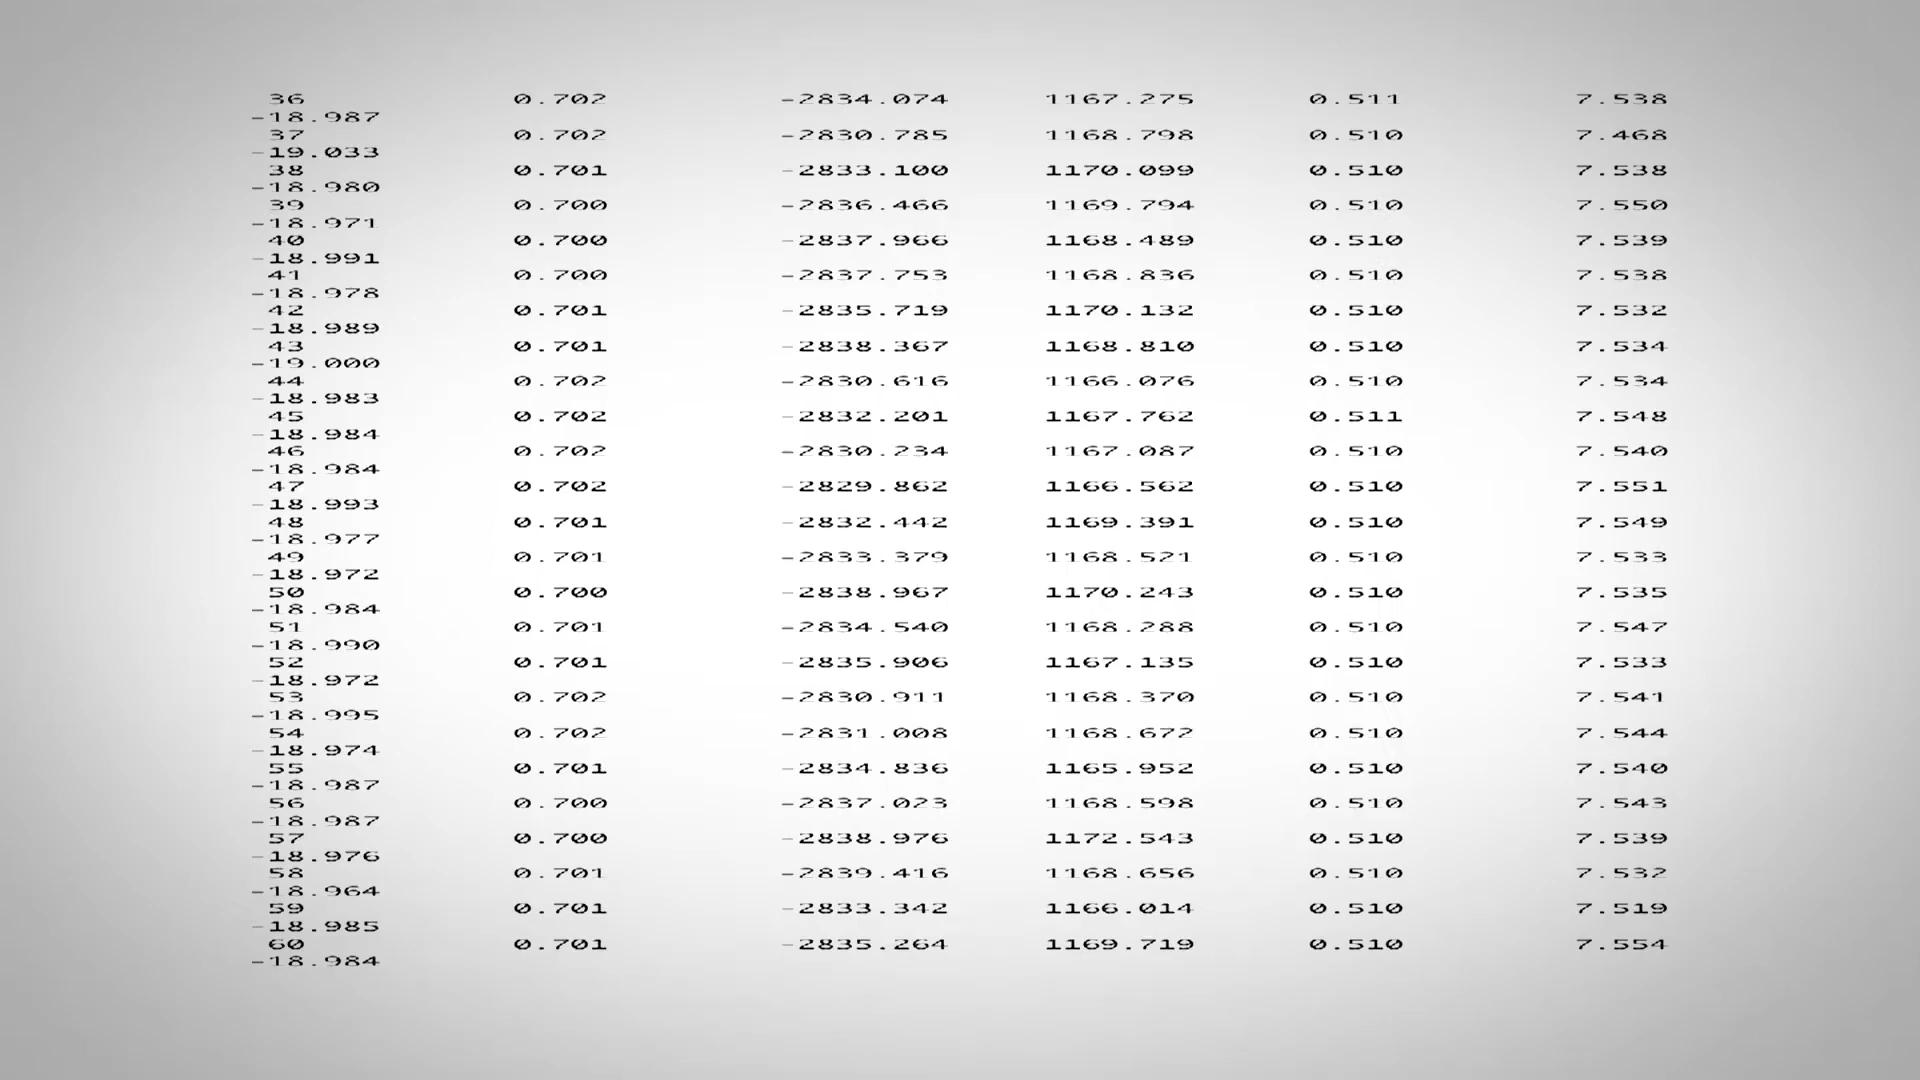 36 0.702 -2834.074 1167.275 0.511 7.538
-18.987
37 0.702 -2830.785 1168.798 0.510 7.468
-19.033
38 0.701 -2833.100 1170.099 0.510 7.538
-18.980
39 0.700 -2836.466 1169.794 0.510 7.550
-18.971
40 0.700 -2837.966 1168.489 0.510 7.539
-18.991
41 0.700 -2837.753 1168.836 0.510 7.538
-18.978
42 0.701 -2835.719 1170.132 0.510 7.532
-18.989
43 0.701 -2838.367 1168.810 0.510 7.534
-19.000
44 0.702 -2830.616 1166.076 0.510 7.534
-18.983
45 0.702 -2832.201 1167.762 0.511 7.548
-18.984
46 0.702 -2830.234 1167.087 0.510 7.540
-18.984
47 0.702 -2829.862 1166.562 0.510 7.551
-18.993
48 0.701 -2832.442 1169.391 0.510 7.549
-18.977
49 0.701 -2833.379 1168.521 0.510 7.533
-18.972
50 0.700 -2838.967 1170.243 0.510 7.535
-18.984
51 0.701 -2834.540 1168.288 0.510 7.547
-18.990
52 0.701 -2835.906 1167.135 0.510 7.533
-18.972
53 0.702 -2830.911 1168.370 0.510 7.541
-18.995
54 0.702 -2831.008 1168.672 0.510 7.544
-18.974
55 0.701 -2834.836 1165.952 0.510 7.540
-18.987
56 0.700 -2837.023 1168.598 0.510 7.543
-18.987
57 0.700 -2838.976 1172.543 0.510 7.539
-18.976
58 0.701 -2839.416 1168.656 0.510 7.532
-18.964
59 0.701 -2833.342 1166.014 0.510 7.519
-18.985
60 0.701 -2835.264 1169.719 0.510 7.554
-18.984